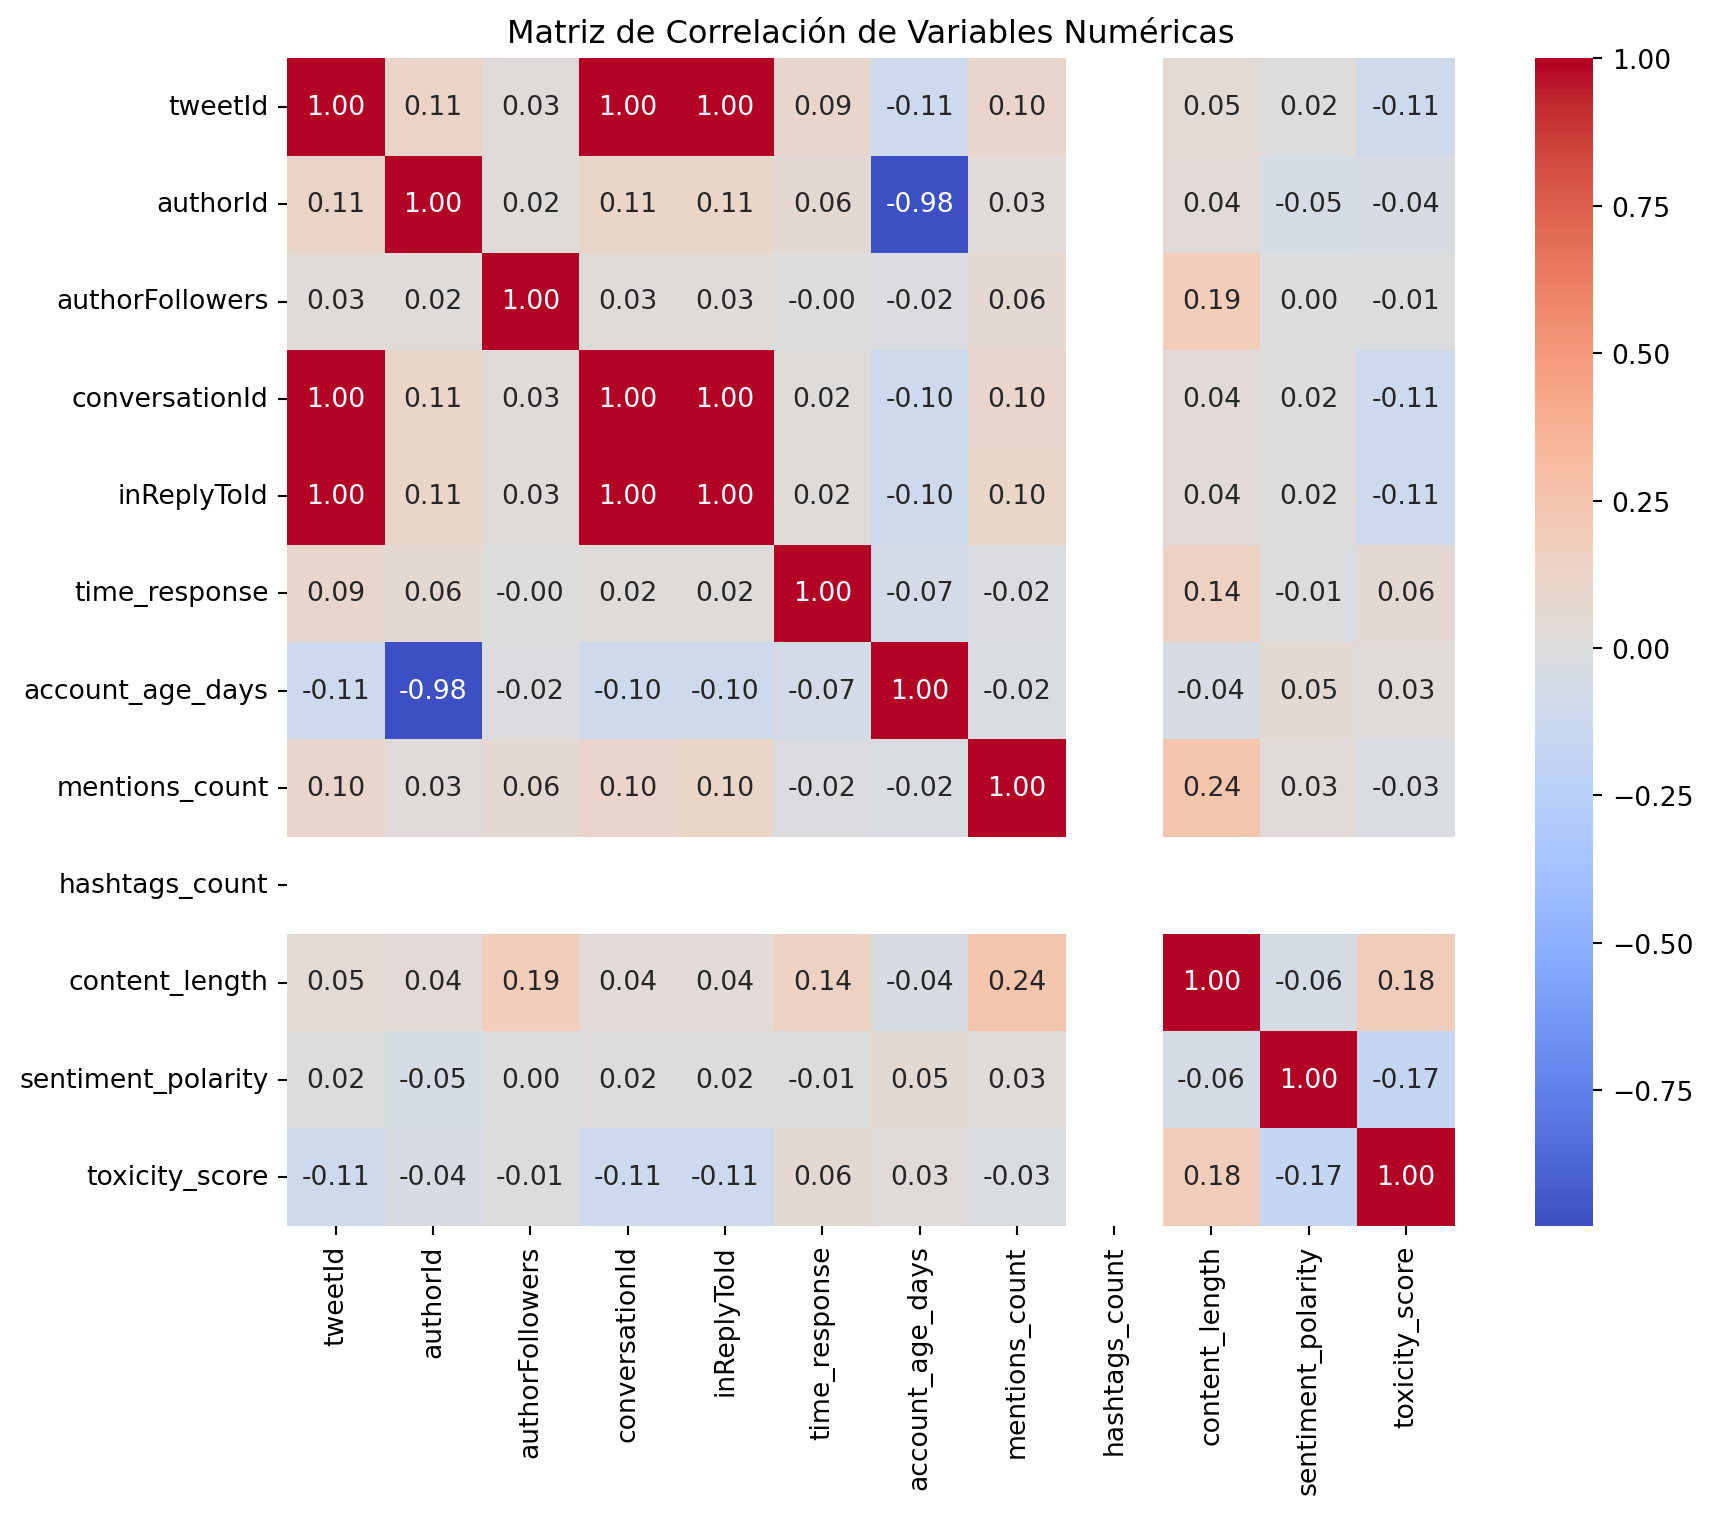 Matriz de Correlación de Variables Numéricas
tweetId 1.00 0.11 0.03 1.00 1.00 0.09 -0.11 0.10 0.05 0.02 -0.11
authorId 0.11 1.00 0.02 0.11 0.11 0.06 -0.98 0.03 0.04 -0.05 -0.04
authorFollowers 0.03 0.02 1.00 0.03 0.03 -0.00 -0.02 0.06 0.19 0.00 -0.01
conversationId 1.00 0.11 0.03 1.00 1.00 0.02 -0.10 0.10 0.04 0.02 -0.11
inReplyToId 1.00 0.11 0.03 1.00 1.00 0.02 -0.10 0.10 0.04 0.02 -0.11
time_response 0.09 0.06 -0.00 0.02 0.02 1.00 -0.07 -0.02 0.14 -0.01 0.06
account_age_days -0.11 -0.98 -0.02 -0.10 -0.10 -0.07 1.00 -0.02 -0.04 0.05 0.03
mentions_count 0.10 0.03 0.06 0.10 0.10 -0.02 -0.02 1.00 0.24 0.03 -0.03
hashtags_count
content_length 0.05 0.04 0.19 0.04 0.04 0.14 -0.04 0.24 1.00 -0.06 0.18
sentiment_polarity 0.02 -0.05 0.00 0.02 0.02 -0.01 0.05 0.03 -0.06 1.00 -0.17
toxicity_score -0.11 -0.04 -0.01 -0.11 -0.11 0.06 0.03 -0.03 0.18 -0.17 1.00
tweetId
authorId
authorFollowers
conversationId
inReplyToId
time_response
account_age_days
mentions_count
hashtags_count
content_length
sentiment_polarity
toxicity_score
1.00
0.75
0.50
0.25
0.00
−0.25
−0.50
−0.75